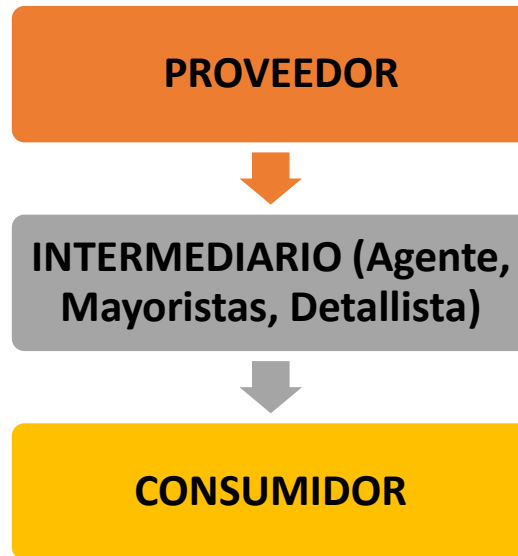 PROVEEDOR
INTERMEDIARIO (Agente,
Mayoristas, Detallista)
CONSUMIDOR